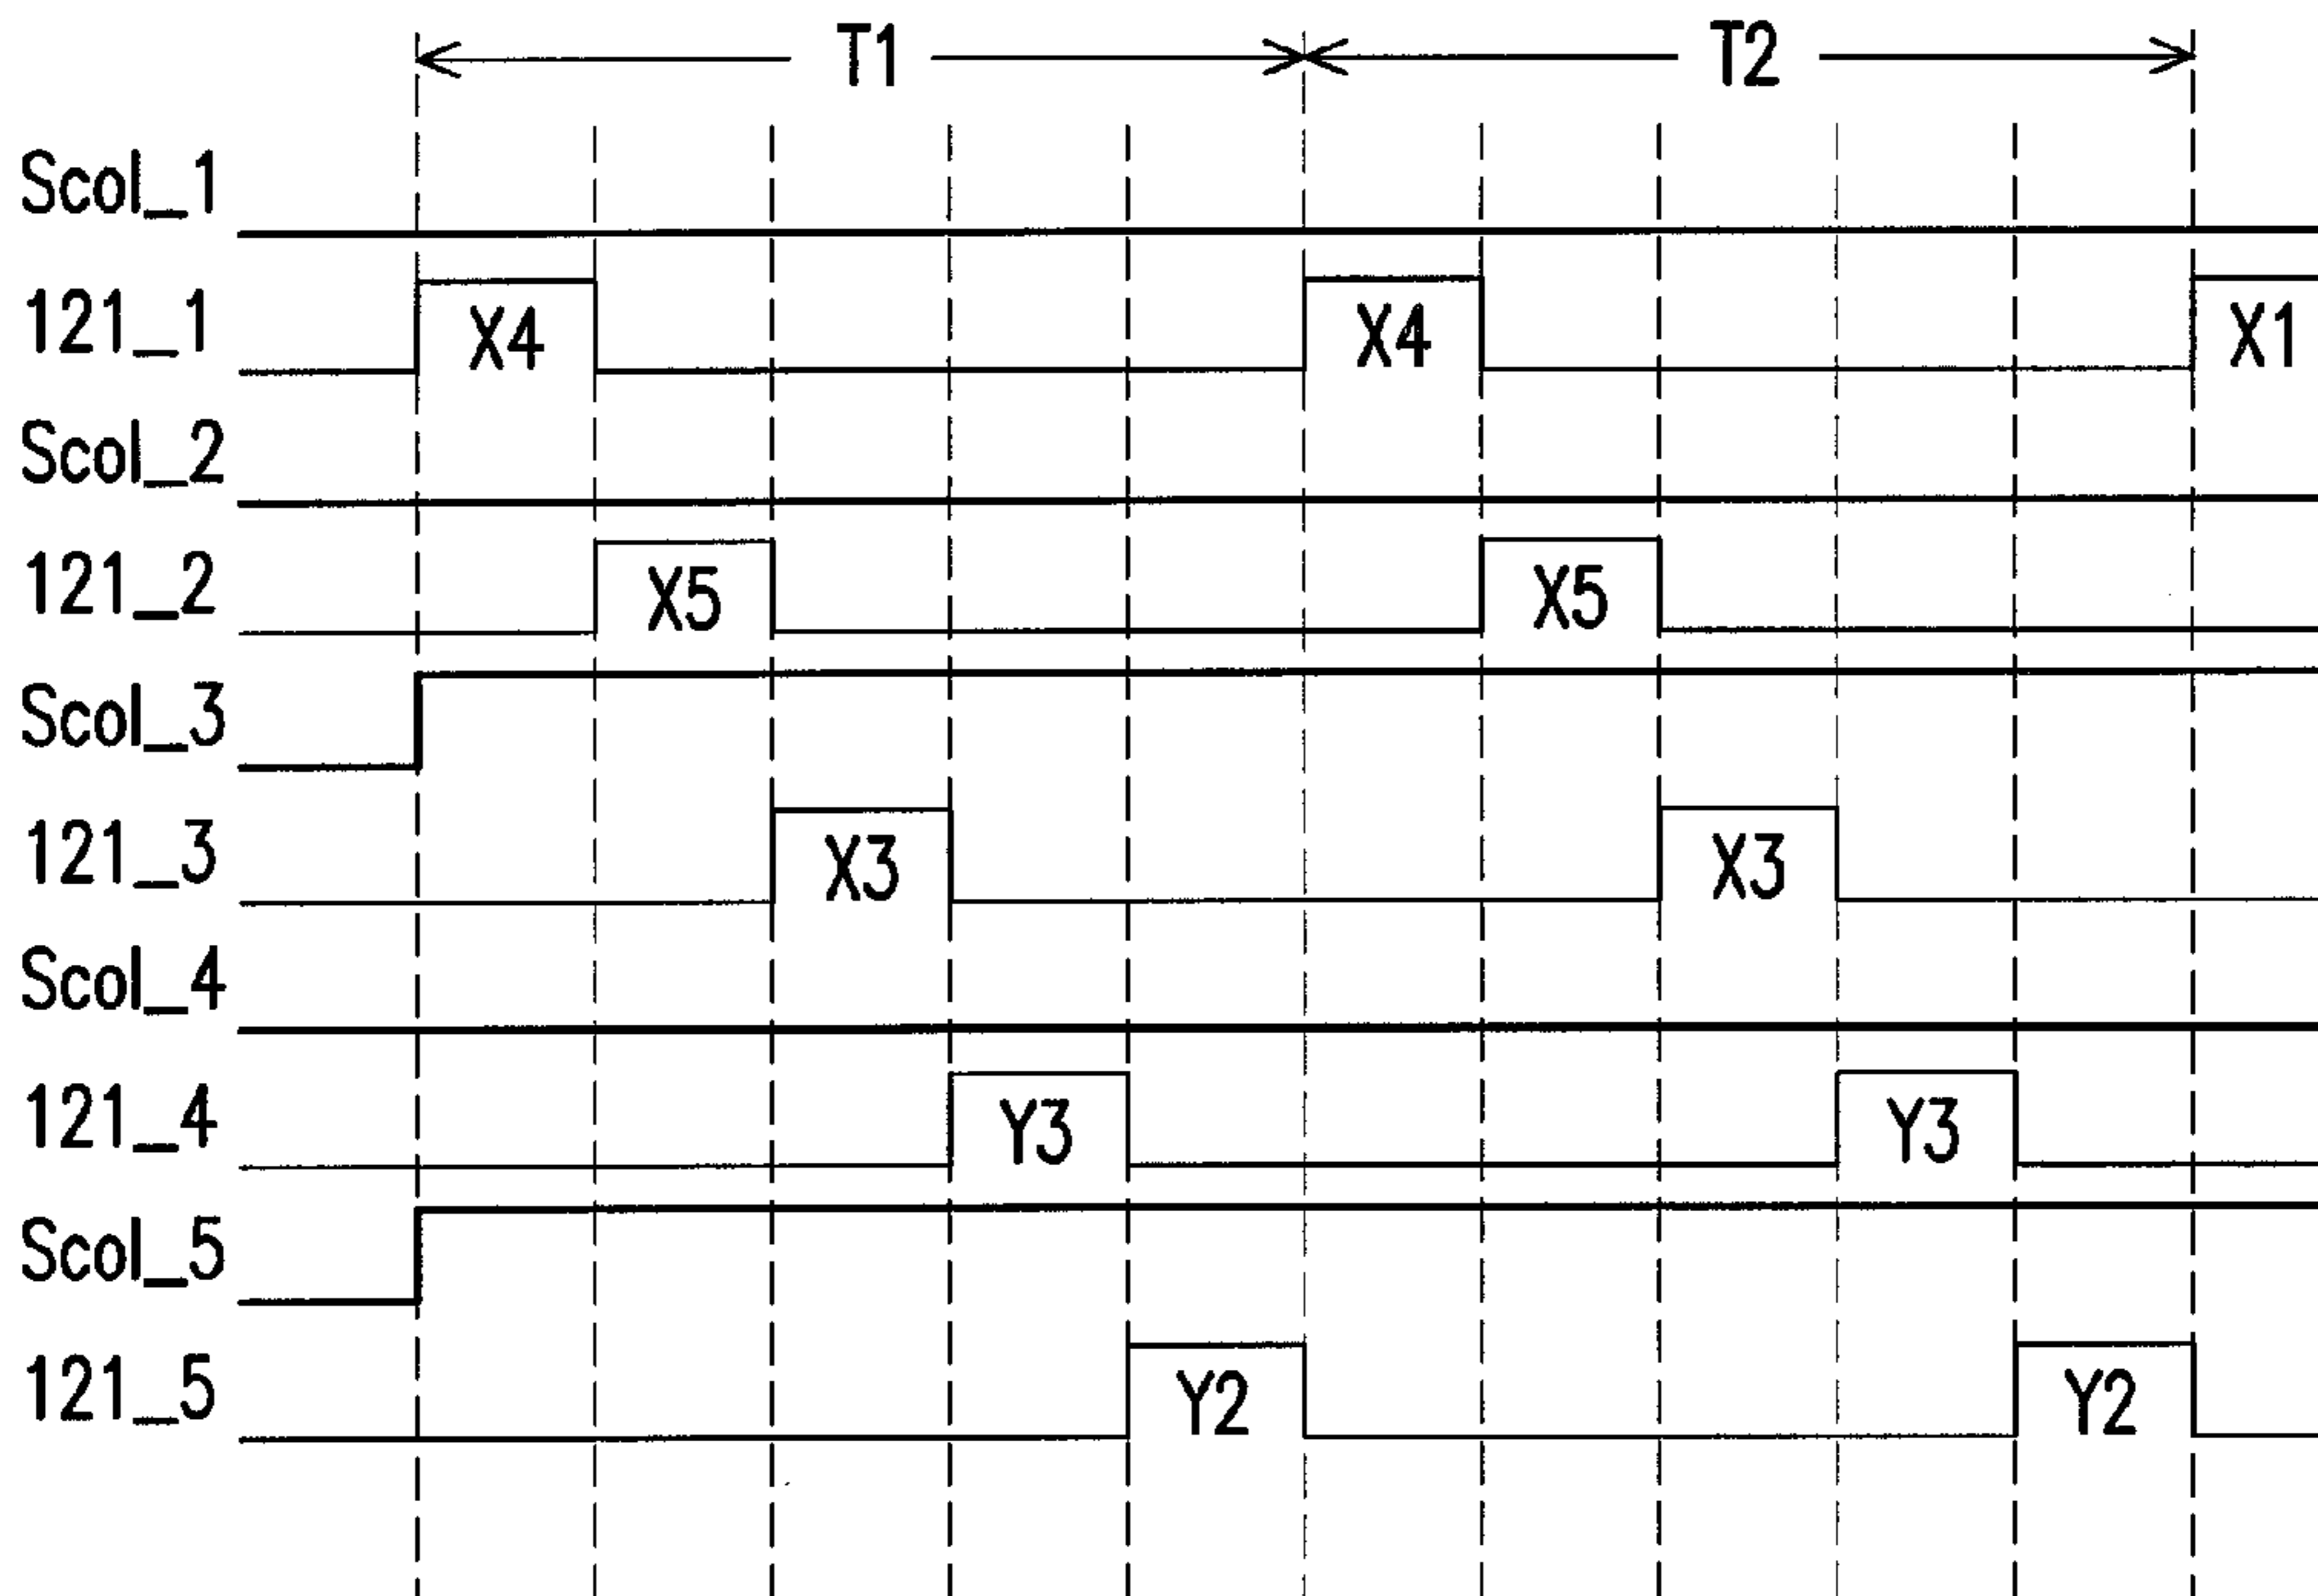 T1 T2
Scol_1
121_1 X4 X4 X1
Scol_2
121_2 X5 X5
Scol_3
121_3 X3 X3
Scol_4
121_4 Y3 Y3
Scol_5
121_5 Y2 Y2